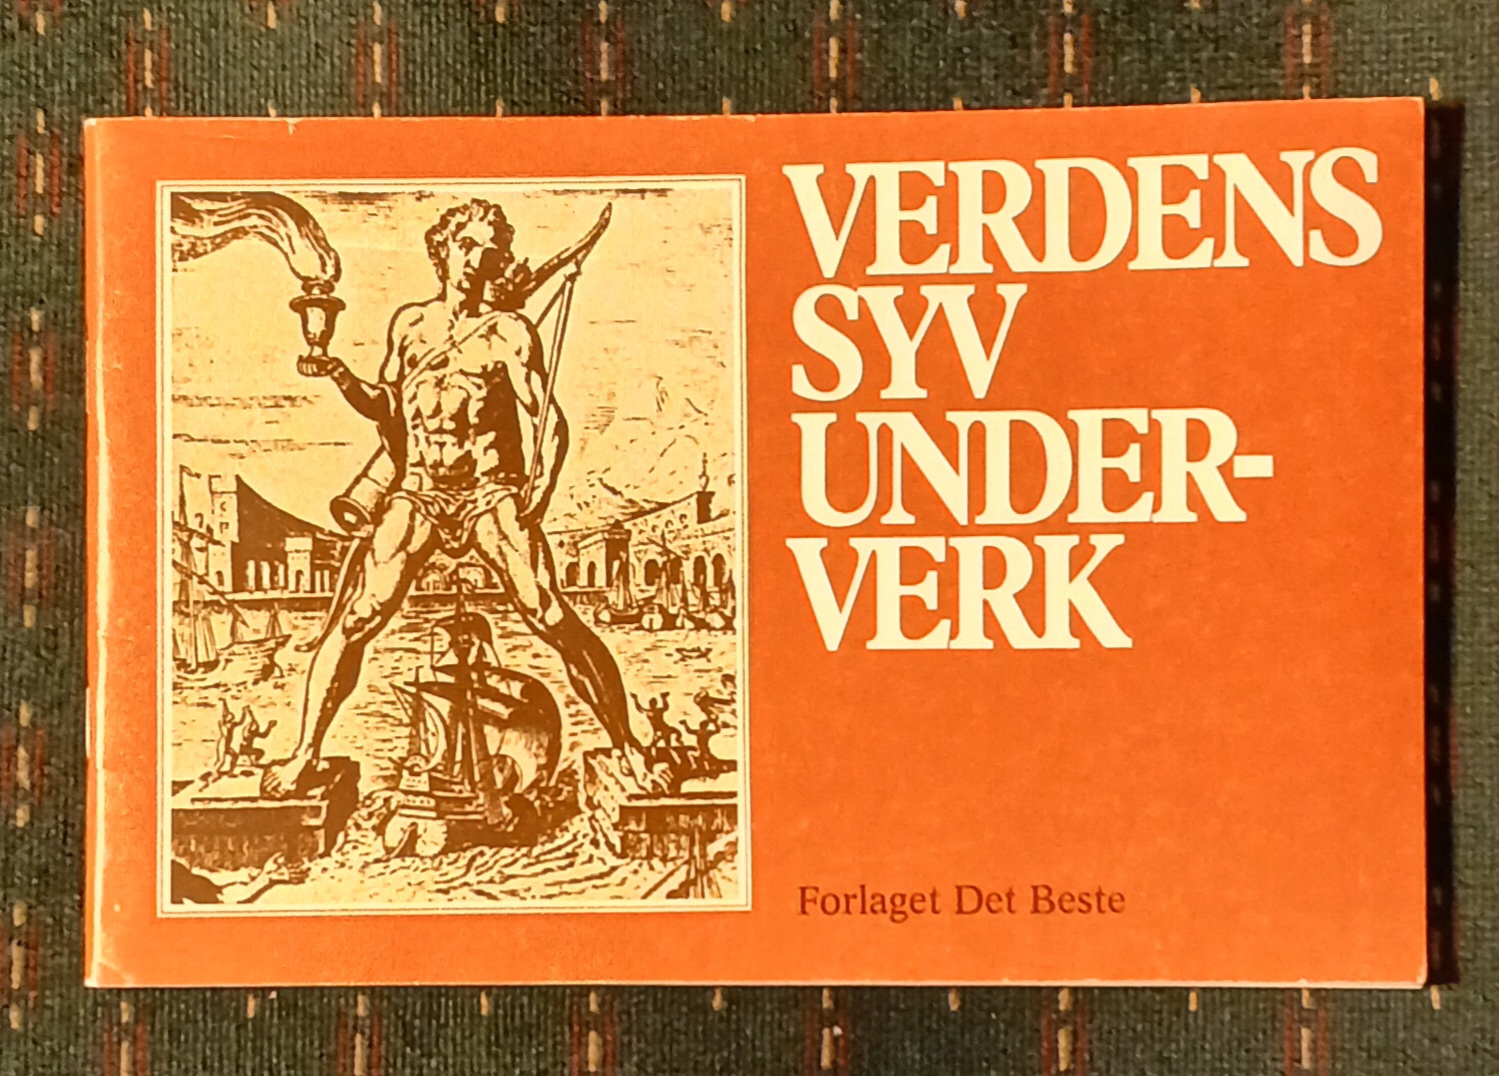 VERDENS
SYV
UNDER-
VERK
Forlaget Det Beste